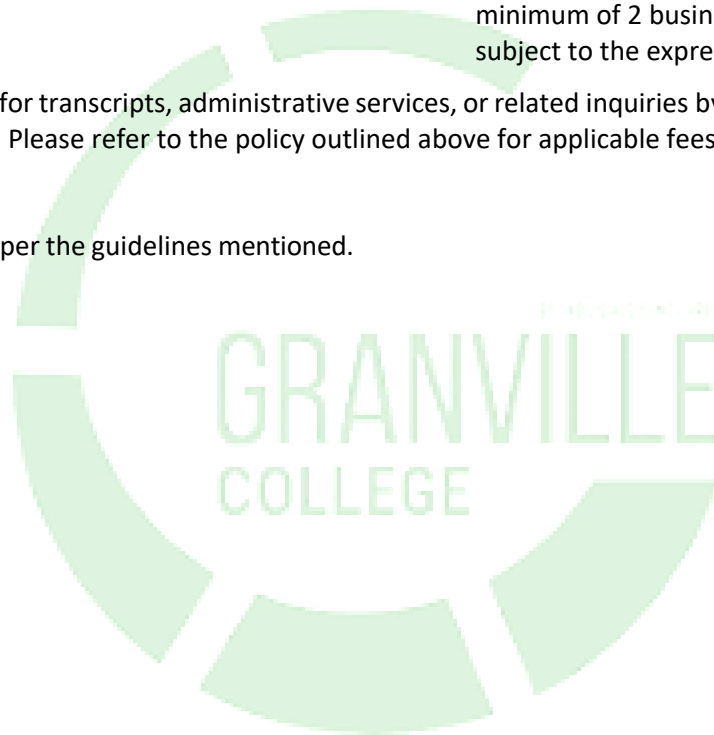 minimum of 2 busin
subject to the expre
for transcripts, administrative services, or related inquiries by
Please refer to the policy outlined above for applicable fees
per the guidelines mentioned.
GRANVILLE
COLLEGE